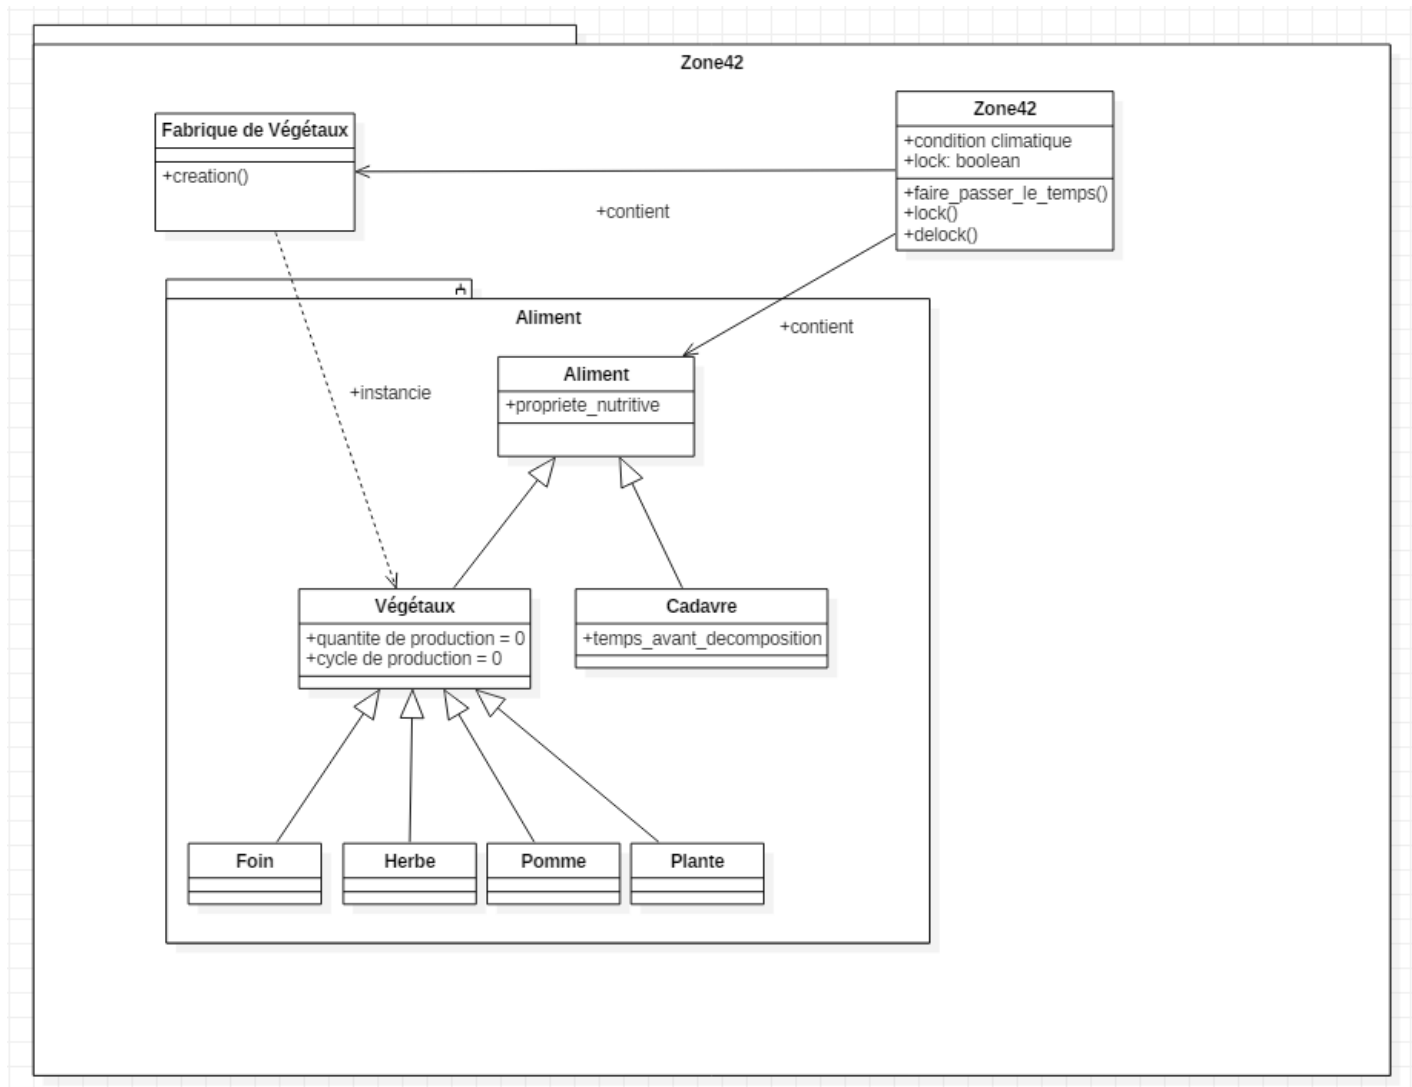 Zone42
Fabrique de Végétaux
+creation()
Zone42
+condition climatique
+lock: boolean
+faire_passer_le_temps()
+lock()
+delock()
+contient
+contient
+instancie
Aliment
Aliment
+propriete_nutritive
Végétaux
+quantite de production = 0
+cycle de production = 0
Cadavre
+temps_avant_decomposition
Foin
Herbe
Pomme
Plante